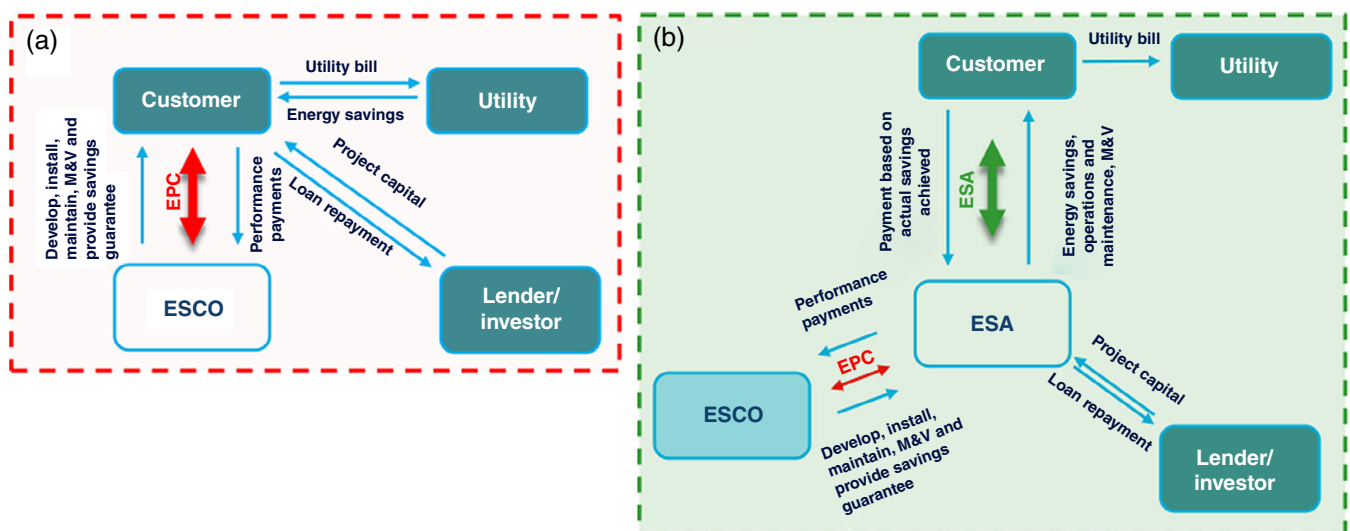 (a)
Utility bill
Customer
Utility
Energy savings
Develop, install,
maintain, M&V and
provide savings
guarantee
EPC
Performance
payments
Project capital
Loan repayment
ESCO
Lender/
investor
(b)
Customer
Utility bill
Utility
Payment based on
actual savings
achieved
ESA
Energy savings,
operations and
maintenance, M&V
Performance
payments
ESA
EPC
ESCO
Develop, install,
maintain, M&V and
provide savings
guarantee
Project capital
Loan repayment
Lender/
investor